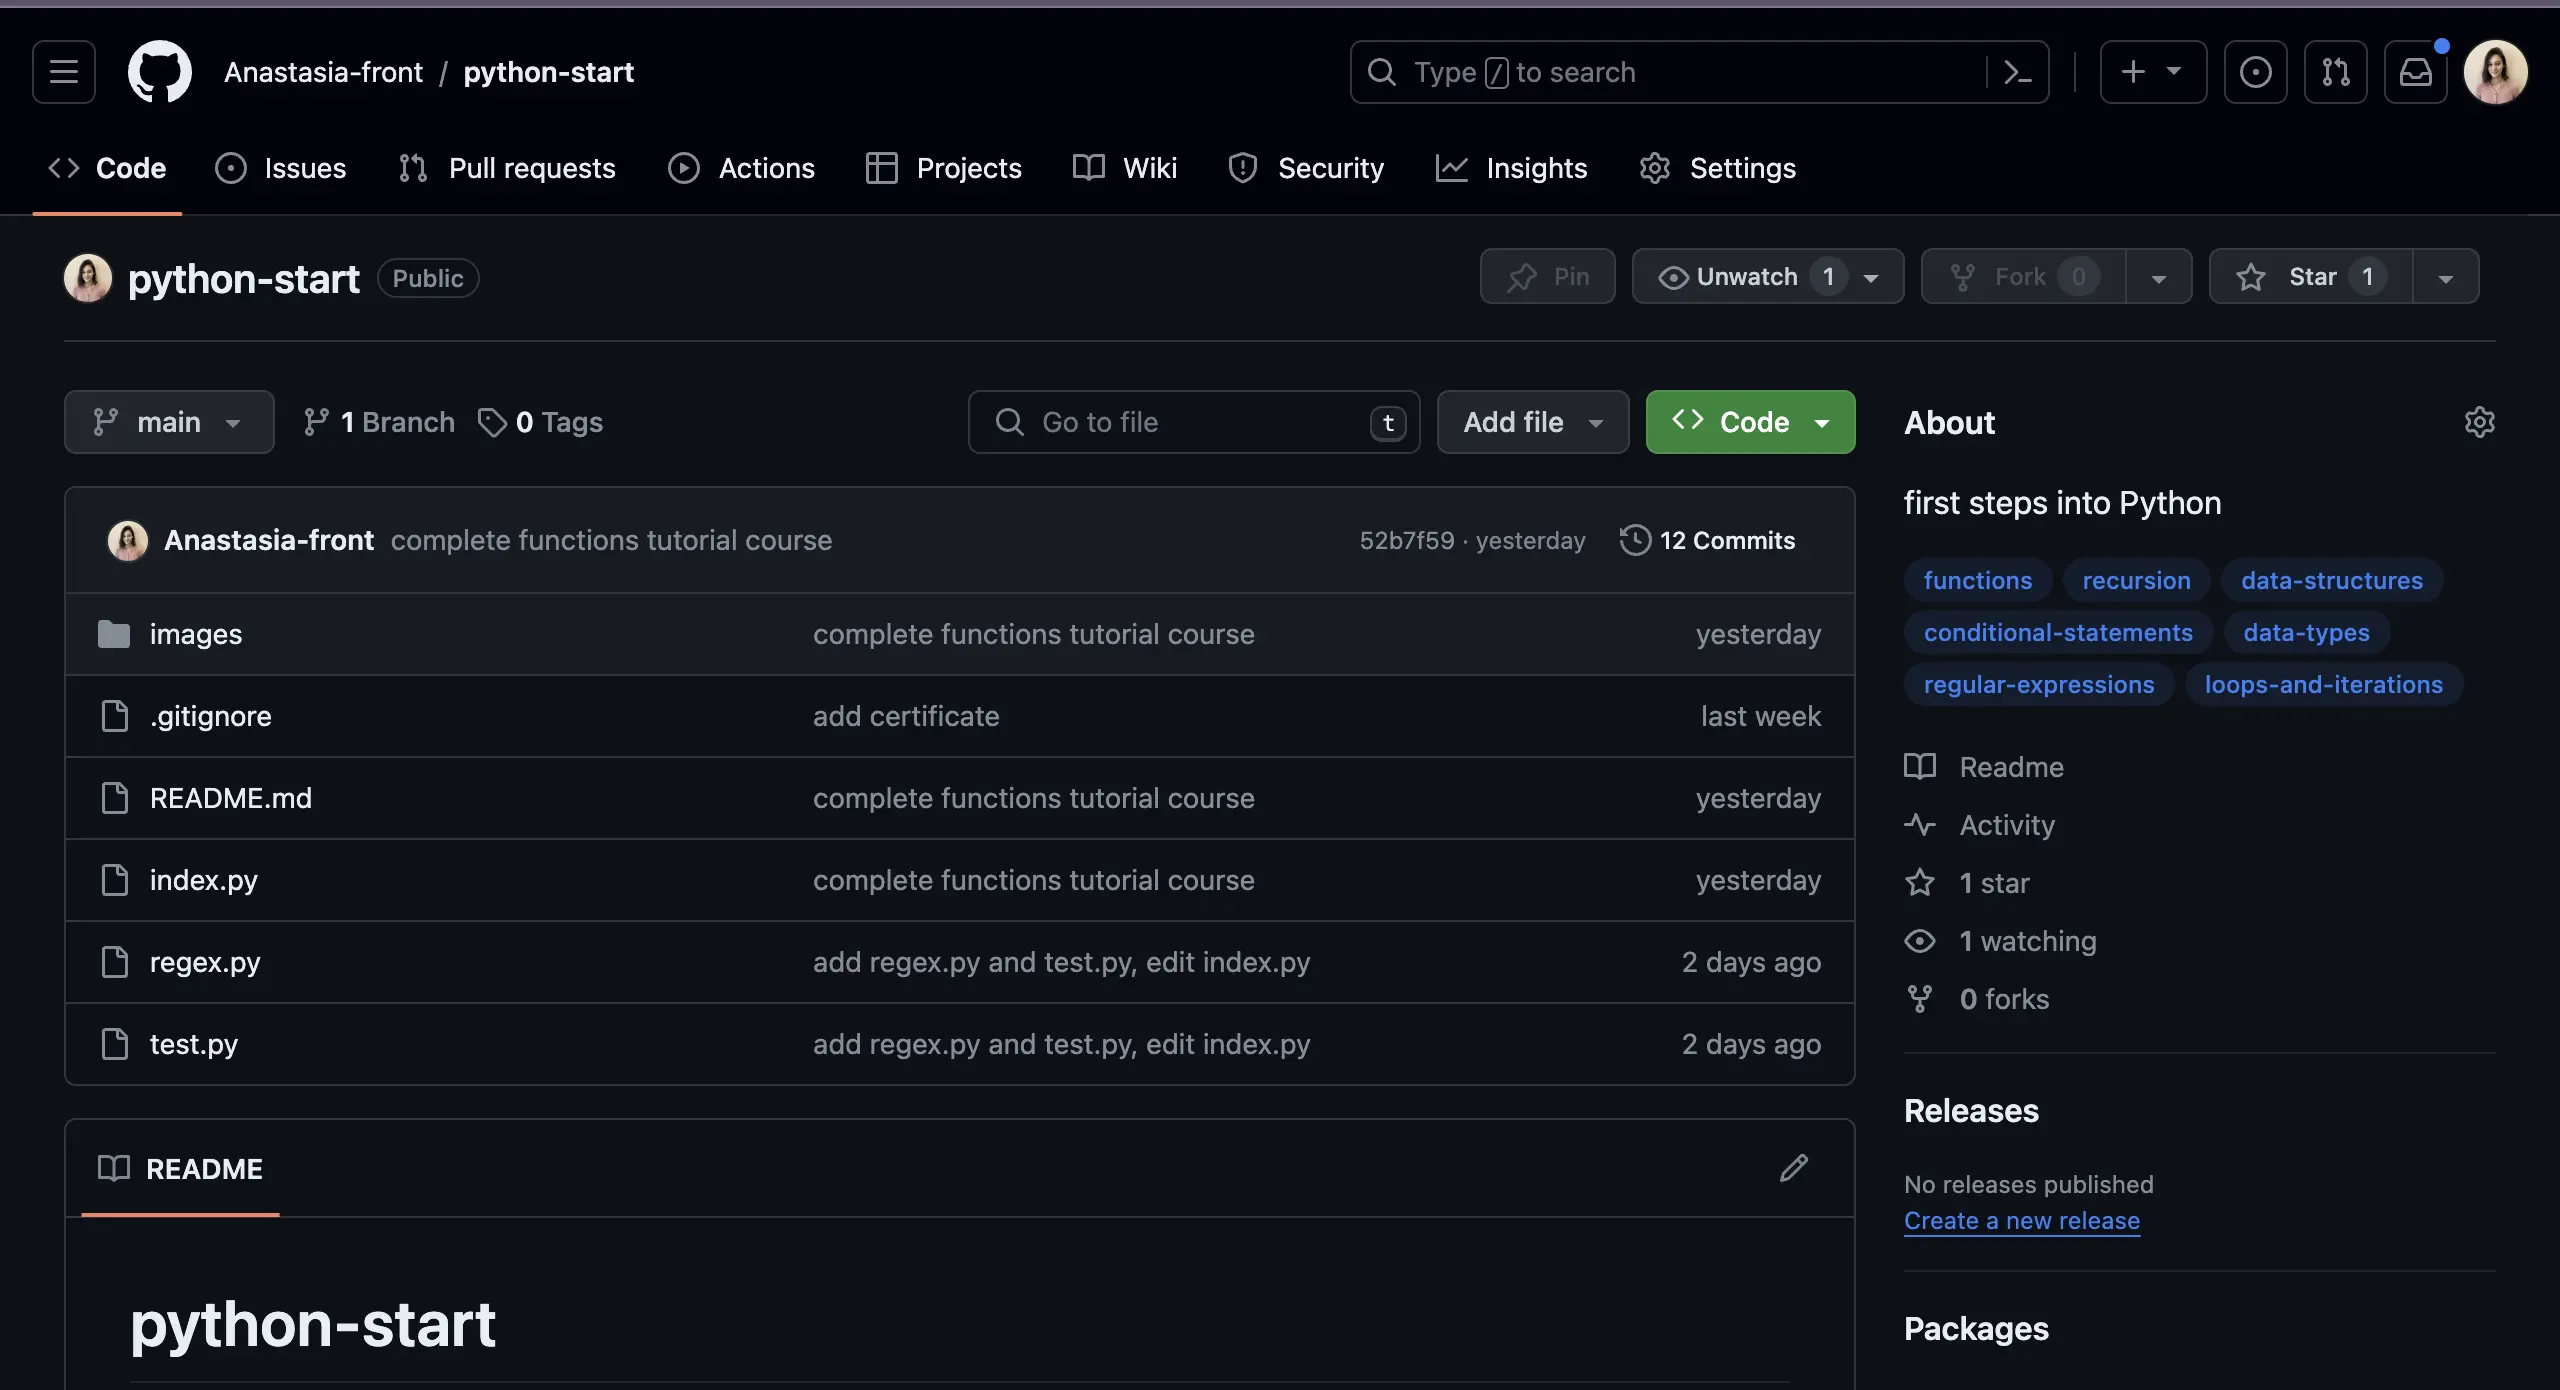 Anastasia-front / python-start
Type / to search
Code Issues Pull requests Actions Projects Wiki Security Insights Settings
python-start Public
Pin Unwatch 1 Fork 0 Star 1
main 1 Branch 0 Tags
Go to file t Add file Code
Anastasia-front complete functions tutorial course 52b7f59 · yesterday 12 Commits
images complete functions tutorial course yesterday
.gitignore add certificate last week
README.md complete functions tutorial course yesterday
index.py complete functions tutorial course yesterday
regex.py add regex.py and test.py, edit index.py 2 days ago
test.py add regex.py and test.py, edit index.py 2 days ago
README
python-start
About
first steps into Python
functions recursion data-structures
conditional-statements data-types
regular-expressions loops-and-iterations
Readme
Activity
1 star
1 watching
0 forks
Releases
No releases published
Create a new release
Packages